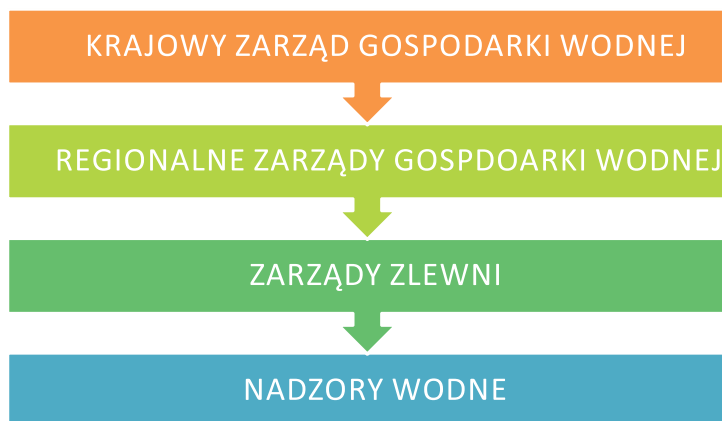 KRAJOWY ZARZĄD GOSPODARKI WODNEJ
REGIONALNE ZARZĄDY GOSPDOARKI WODNEJ
ZARZĄDY ZLEWNI
NADZORY WODNE